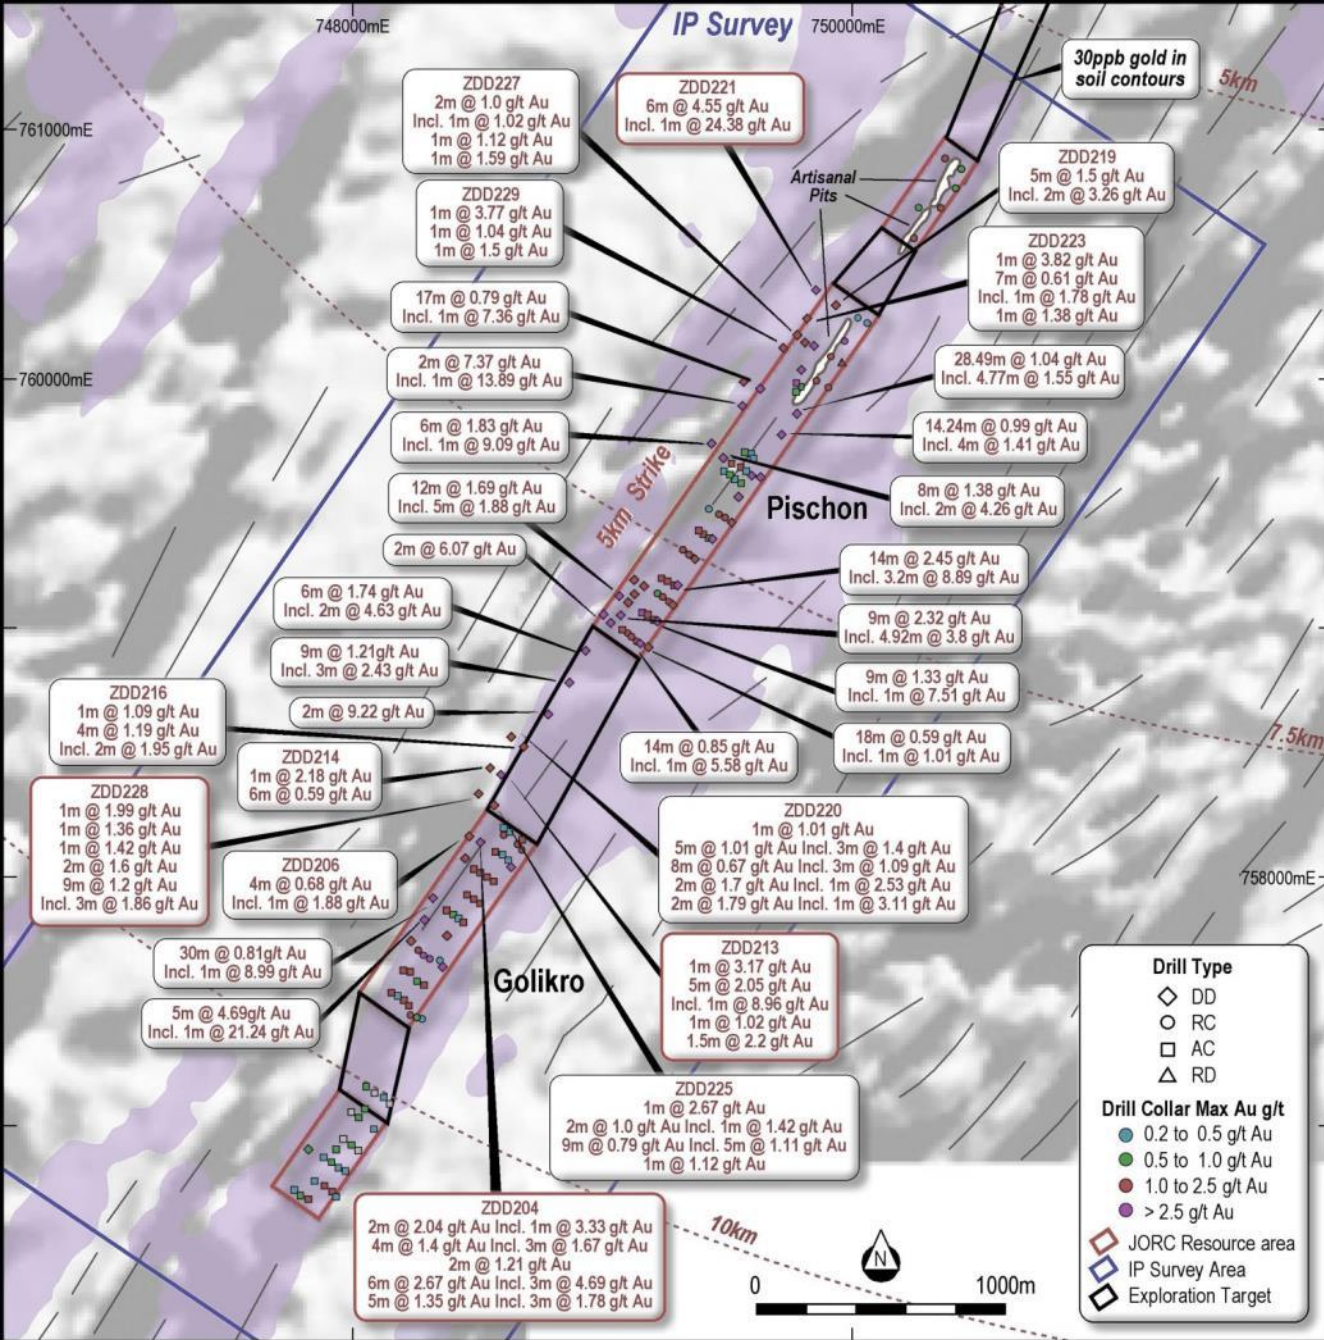 748000mE
IP Survey
750000mE
30ppb gold in
soil contours
5km
761000mE
ZDD227
2m @ 1.0 g/t Au
Incl. 1m @ 1.02 g/t Au
1m @ 1.12 g/t Au
1m @ 1.59 g/t Au
ZDD221
6m @ 4.55 g/t Au
Incl. 1m @ 24.38 g/t Au
Artisanal
Pits
ZDD219
5m @ 1.5 g/t Au
Incl. 2m @ 3.26 g/t Au
ZDD229
1m @ 3.77 g/t Au
1m @ 1.04 g/t Au
1m @ 1.5 g/t Au
ZDD223
1m @ 3.82 g/t Au
7m @ 0.61 g/t Au
Incl. 1m @ 1.78 g/t Au
1m @ 1.38 g/t Au
17m @ 0.79 g/t Au
Incl. 1m @ 7.36 g/t Au
760000mE
2m @ 7.37 g/t Au
Incl. 1m @ 13.89 g/t Au
28.49m @ 1.04 g/t Au
Incl. 4.77m @ 1.55 g/t Au
6m @ 1.83 g/t Au
Incl. 1m @ 9.09 g/t Au
14.24m @ 0.99 g/t Au
Incl. 4m @ 1.41 g/t Au
12m @ 1.69 g/t Au
Incl. 5m @ 1.88 g/t Au
5km Strike
Pischon
8m @ 1.38 g/t Au
Incl. 2m @ 4.26 g/t Au
2m @ 6.07 g/t Au
14m @ 2.45 g/t Au
Incl. 3.2m @ 8.89 g/t Au
6m @ 1.74 g/t Au
Incl. 2m @ 4.63 g/t Au
9m @ 2.32 g/t Au
Incl. 4.92m @ 3.8 g/t Au
9m @ 1.21g/t Au
Incl. 3m @ 2.43 g/t Au
9m @ 1.33 g/t Au
Incl. 1m @ 7.51 g/t Au
2m @ 9.22 g/t Au
7.5km
ZDD216
1m @ 1.09 g/t Au
4m @ 1.19 g/t Au
Incl. 2m @ 1.95 g/t Au
14m @ 0.85 g/t Au
Incl. 1m @ 5.58 g/t Au
18m @ 0.59 g/t Au
Incl. 1m @ 1.01 g/t Au
ZDD214
1m @ 2.18 g/t Au
6m @ 0.59 g/t Au
ZDD228
1m @ 1.99 g/t Au
1m @ 1.36 g/t Au
1m @ 1.42 g/t Au
2m @ 1.6 g/t Au
9m @ 1.2 g/t Au
Incl. 3m @ 1.86 g/t Au
ZDD220
1m @ 1.01 g/t Au
5m @ 1.01 g/t Au Incl. 3m @ 1.4 g/t Au
8m @ 0.67 g/t Au Incl. 3m @ 1.09 g/t Au
2m @ 1.7 g/t Au Incl. 1m @ 2.53 g/t Au
2m @ 1.79 g/t Au Incl. 1m @ 3.11 g/t Au
ZDD206
4m @ 0.68 g/t Au
Incl. 1m @ 1.88 g/t Au
758000mE
30m @ 0.81g/t Au
Incl. 1m @ 8.99 g/t Au
Golikro
ZDD213
1m @ 3.17 g/t Au
5m @ 2.05 g/t Au
Incl. 1m @ 8.96 g/t Au
1m @ 1.02 g/t Au
1.5m @ 2.2 g/t Au
5m @ 4.69g/t Au
Incl. 1m @ 21.24 g/t Au
ZDD225
1m @ 2.67 g/t Au
2m @ 1.0 g/t Au Incl. 1m @ 1.42 g/t Au
9m @ 0.79 g/t Au Incl. 5m @ 1.11 g/t Au
1m @ 1.12 g/t Au
ZDD204
2m @ 2.04 g/t Au Incl. 1m @ 3.33 g/t Au
4m @ 1.4 g/t Au Incl. 3m @ 1.67 g/t Au
2m @ 1.21 g/t Au
6m @ 2.67 g/t Au Incl. 3m @ 4.69 g/t Au
5m @ 1.35 g/t Au Incl. 3m @ 1.78 g/t Au
10km
N
0 1000m
Drill Type
DD
RC
AC
RD
Drill Collar Max Au g/t
0.2 to 0.5 g/t Au
0.5 to 1.0 g/t Au
1.0 to 2.5 g/t Au
> 2.5 g/t Au
JORC Resource area
IP Survey Area
Exploration Target